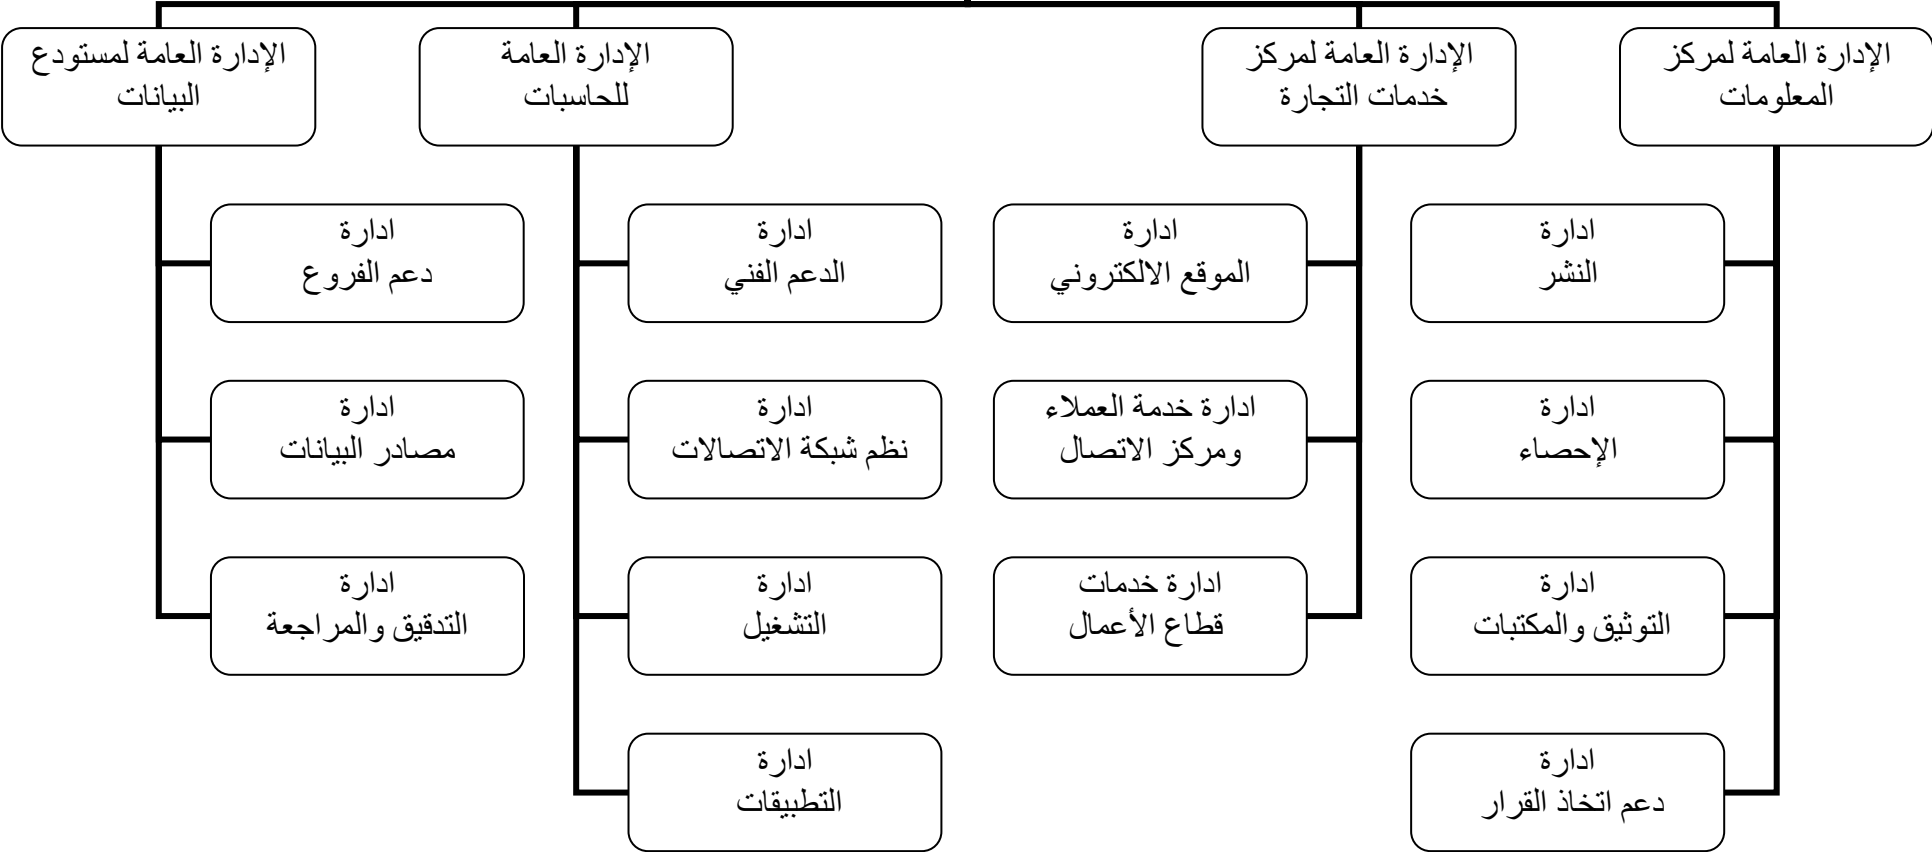 الإدارة العامة لمركز
المعلومات
الإدارة العامة لمركز
خدمات التجارة
الإدارة العامة
للحاسبات
الإدارة العامة لمستودع
البيانات
ادارة
النشر
ادارة
الموقع الالكتروني
ادارة
الدعم الفني
ادارة
دعم الفروع
ادارة
الإحصاء
ادارة خدمة العملاء
ومركز الاتصال
ادارة
نظم شبكة الاتصالات
ادارة
مصادر البيانات
ادارة
التوثيق والمكتبات
ادارة خدمات
قطاع الأعمال
ادارة
التشغيل
ادارة
التدقيق والمراجعة
ادارة
دعم اتخاذ القرار
ادارة
التطبيقات